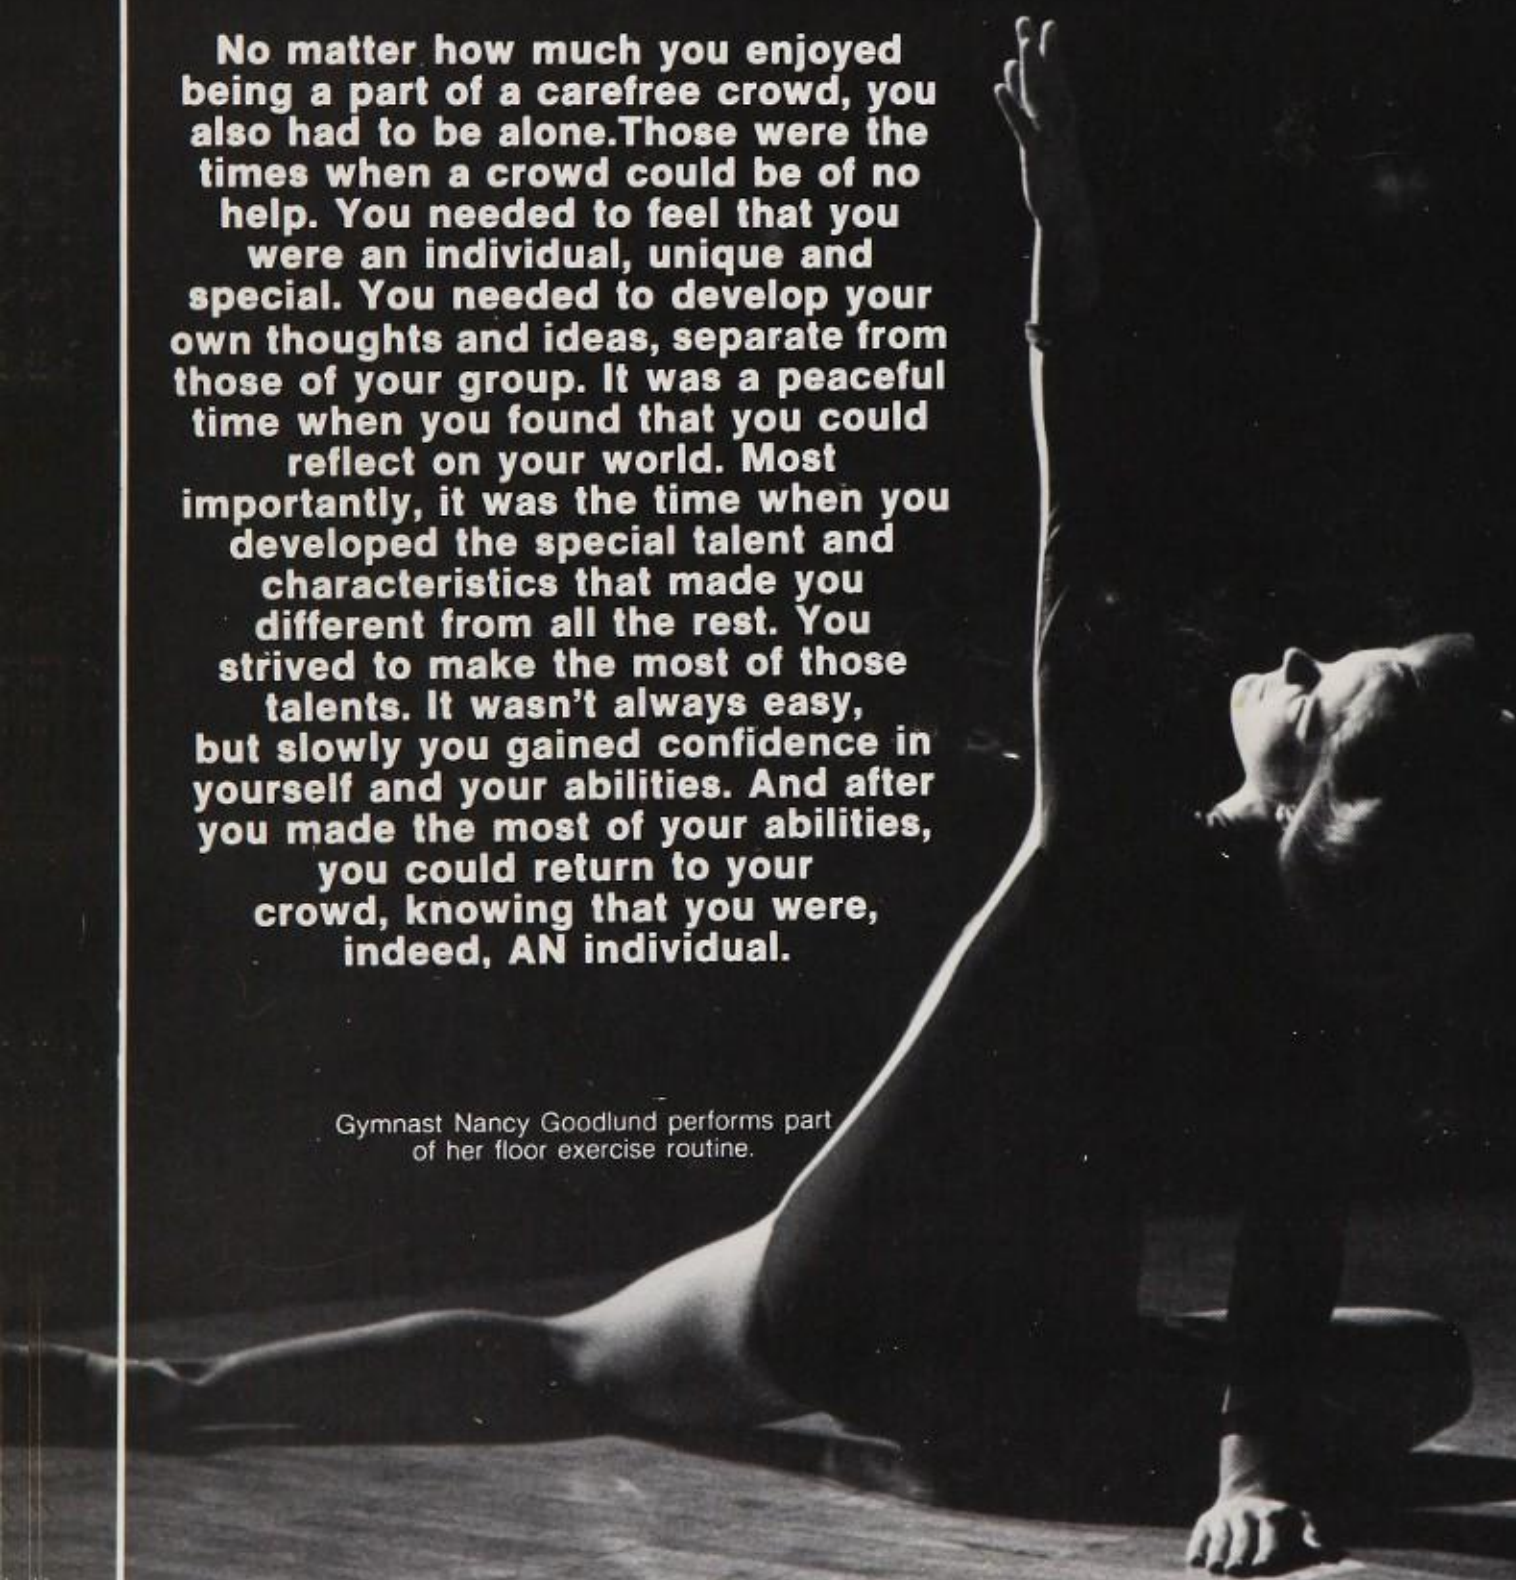 No matter how much you enjoyed
being a part of a carefree crowd, you
also had to be alone.Those were the
times when a crowd could be of no
help. You needed to feel that you
were an individual, unique and
special. You needed to develop your
own thoughts and ideas, separate from
those of your group. It was a peaceful
time when you found that you could
reflect on your world. Most
importantly, it was the time when you
developed the special talent and
characteristics that made you
different from all the rest. You
strived to make the most of those
talents. It wasn't always easy,
but slowly you gained confidence in
yourself and your abilities. And after
you made the most of your abilities,
you could return to your
crowd, knowing that you were,
indeed, AN individual.
Gymnast Nancy Goodlund performs part
of her floor exercise routine.